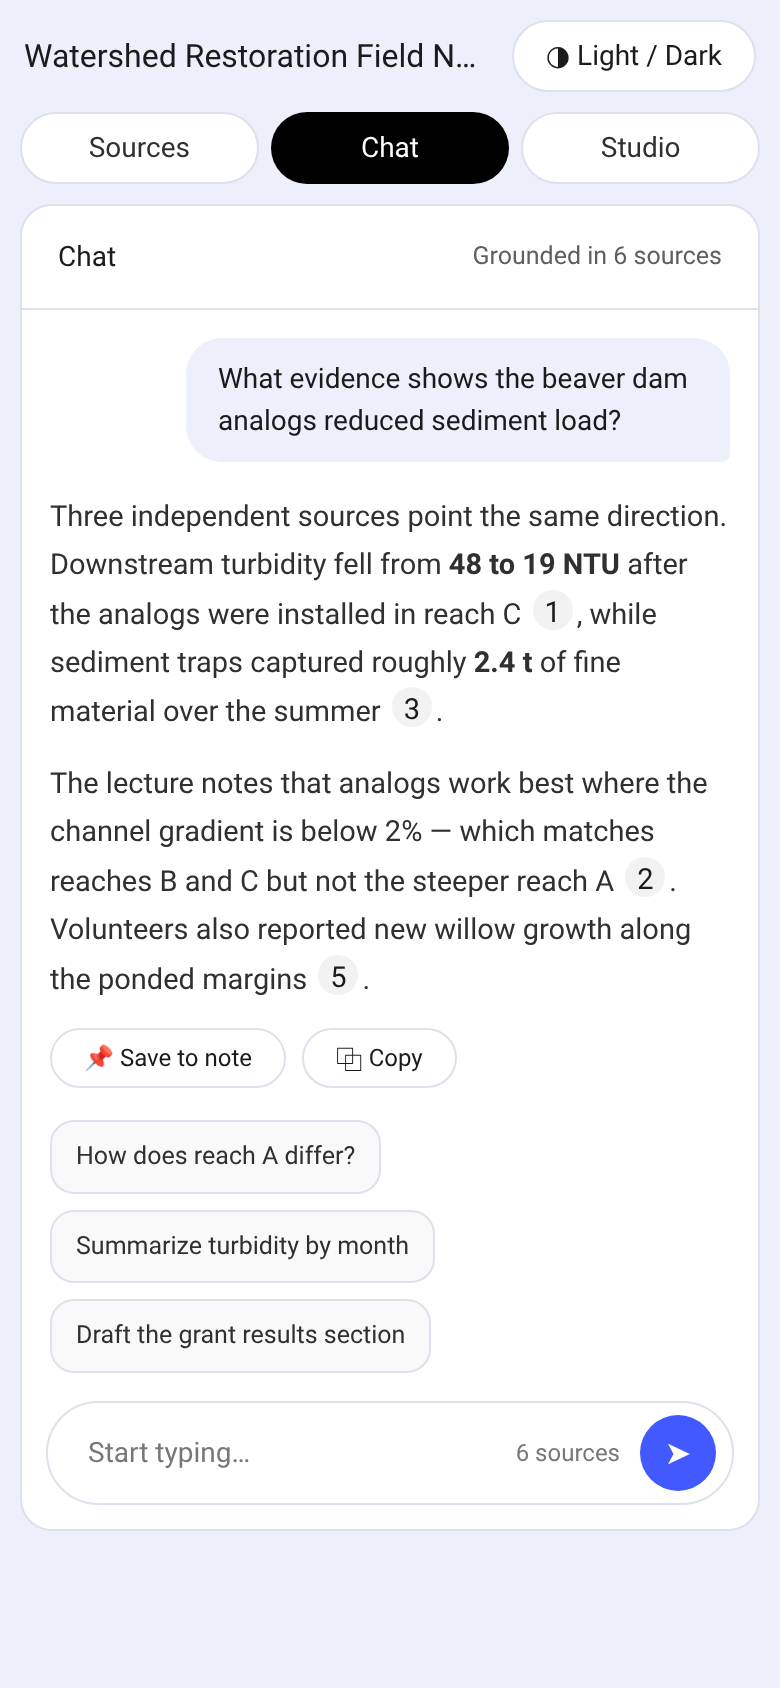 Watershed Restoration Field N…
Light / Dark
Sources
Chat
Studio
Chat
Grounded in 6 sources
What evidence shows the beaver dam
analogs reduced sediment load?
Three independent sources point the same direction.
Downstream turbidity fell from 48 to 19 NTU after
the analogs were installed in reach C 1 , while
sediment traps captured roughly 2.4 t of fine
material over the summer 3 .
The lecture notes that analogs work best where the
channel gradient is below 2% — which matches
reaches B and C but not the steeper reach A 2 .
Volunteers also reported new willow growth along
the ponded margins 5 .
📌 Save to note
Copy
How does reach A differ?
Summarize turbidity by month
Draft the grant results section
Start typing…
6 sources